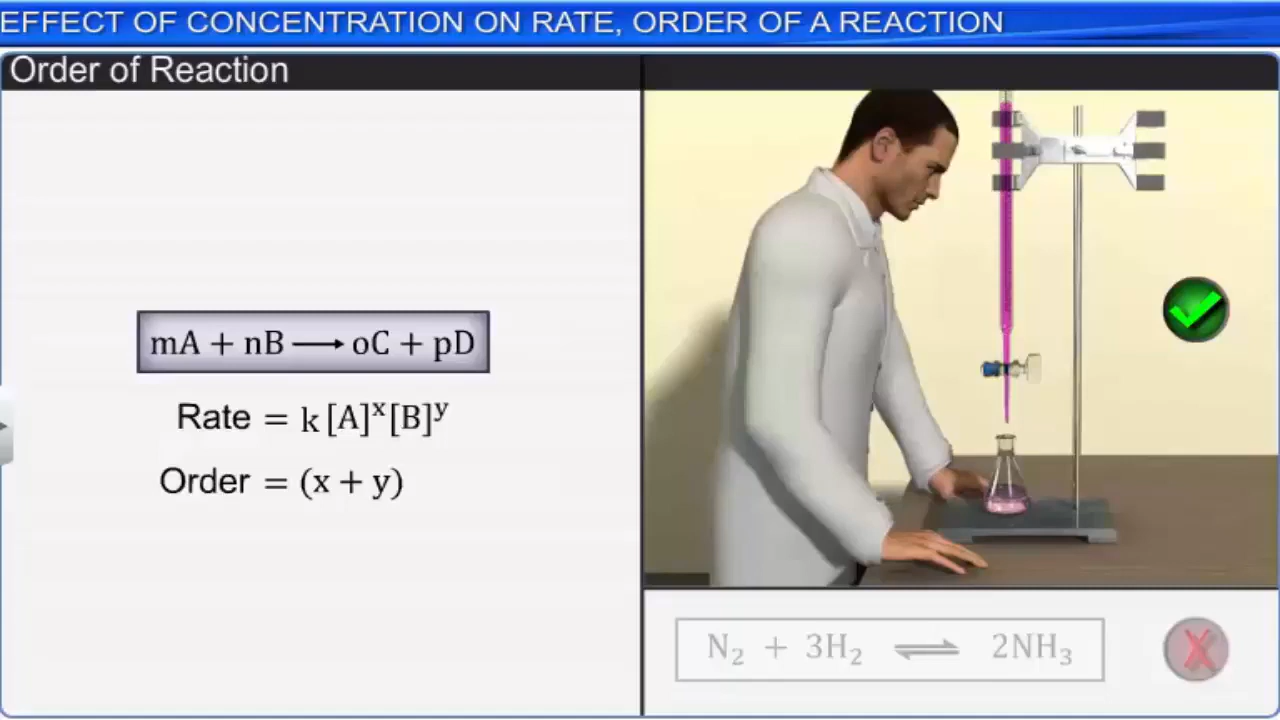 EFFECT OF CONCENTRATION ON RATE, ORDER OF A REACTION
Order of Reaction
mA + nB ⟶ oC + pD
Rate = k [A]ˣ[B]ʸ
Order = (x + y)
N₂ + 3H₂ ⇌ 2NH₃